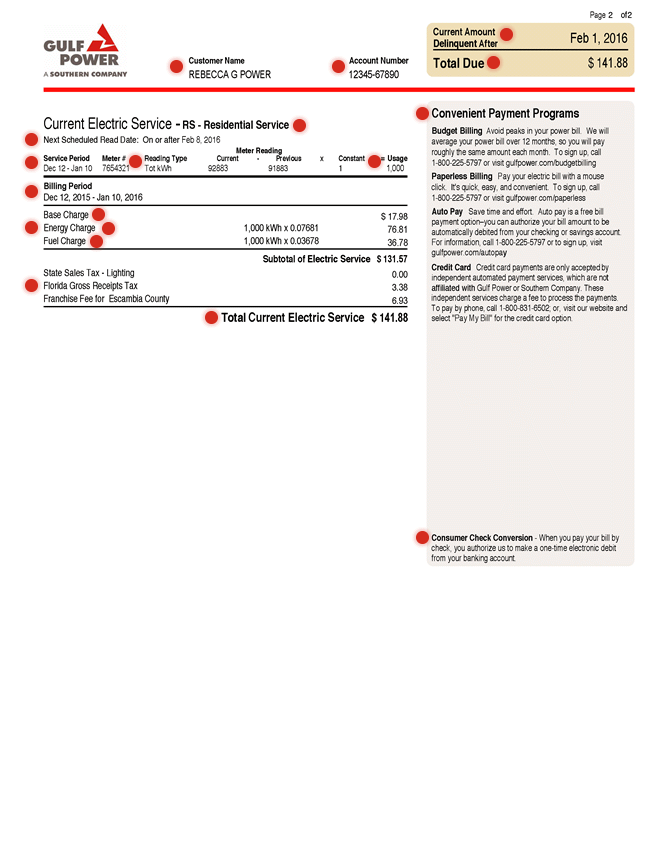 Page 2 of 2
GULF
POWER
A SOUTHERN COMPANY
Customer Name
REBECCA G POWER
Account Number
12345-67890
Current Amount
Delinquent After
Feb 1, 2016
Total Due
$ 141.88
Current Electric Service - RS - Residential Service
Next Scheduled Read Date: On or after Feb 8, 2016
Meter Reading
Service Period Meter # Reading Type Current - Previous x Constant = Usage
Dec 12 - Jan 10 7654321 Tot kWh 92883 91883 1 1,000
Billing Period
Dec 12, 2015 - Jan 10, 2016
Base Charge $ 17.98
Energy Charge 1,000 kWh x 0.07681 76.81
Fuel Charge 1,000 kWh x 0.03678 36.78
Subtotal of Electric Service $ 131.57
State Sales Tax - Lighting 0.00
Florida Gross Receipts Tax 3.38
Franchise Fee for Escambia County 6.93
Total Current Electric Service $ 141.88
Convenient Payment Programs
Budget Billing Avoid peaks in your power bill. We will
average your power bill over 12 months, so you will pay
roughly the same amount each month. To sign up, call
1-800-225-5797 or visit gulfpower.com/budgetbilling
Paperless Billing Pay your electric bill with a mouse
click. It's quick, easy, and convenient. To sign up, call
1-800-225-5797 or visit gulfpower.com/paperless
Auto Pay Save time and effort. Auto pay is a free bill
payment option–you can authorize your bill amount to be
automatically debited from your checking or savings account.
For information, call 1-800-225-5797 or to sign up, visit
gulfpower.com/autopay
Credit Card Credit card payments are only accepted by
independent automated payment services, which are not
affiliated with Gulf Power or Southern Company. These
independent services charge a fee to process the payments.
To pay by phone, call 1-800-831-6502; or, visit our website and
select "Pay My Bill" for the credit card option.
Consumer Check Conversion - When you pay your bill by
check, you authorize us to make a one-time electronic debit
from your banking account.